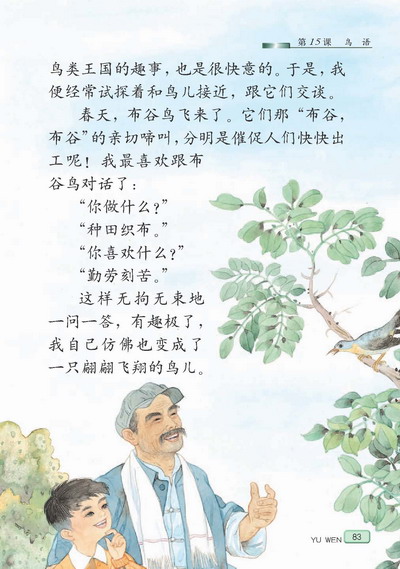 第15课 鸟 语
鸟类王国的趣事，也是很快意的。于是，我
便经常试探着和鸟儿接近，跟它们交谈。
春天，布谷鸟飞来了。它们那“布谷，
布谷”的亲切啼叫，分明是催促人们快快出
工呢！我最喜欢跟布
谷鸟对话了：
“你做什么？”
“种田织布。”
“你喜欢什么？”
“勤劳刻苦。”
这样无拘无束地
一问一答，有趣极了，
我自己仿佛也变成了
一只翩翩飞翔的鸟儿。
YU WEN 83